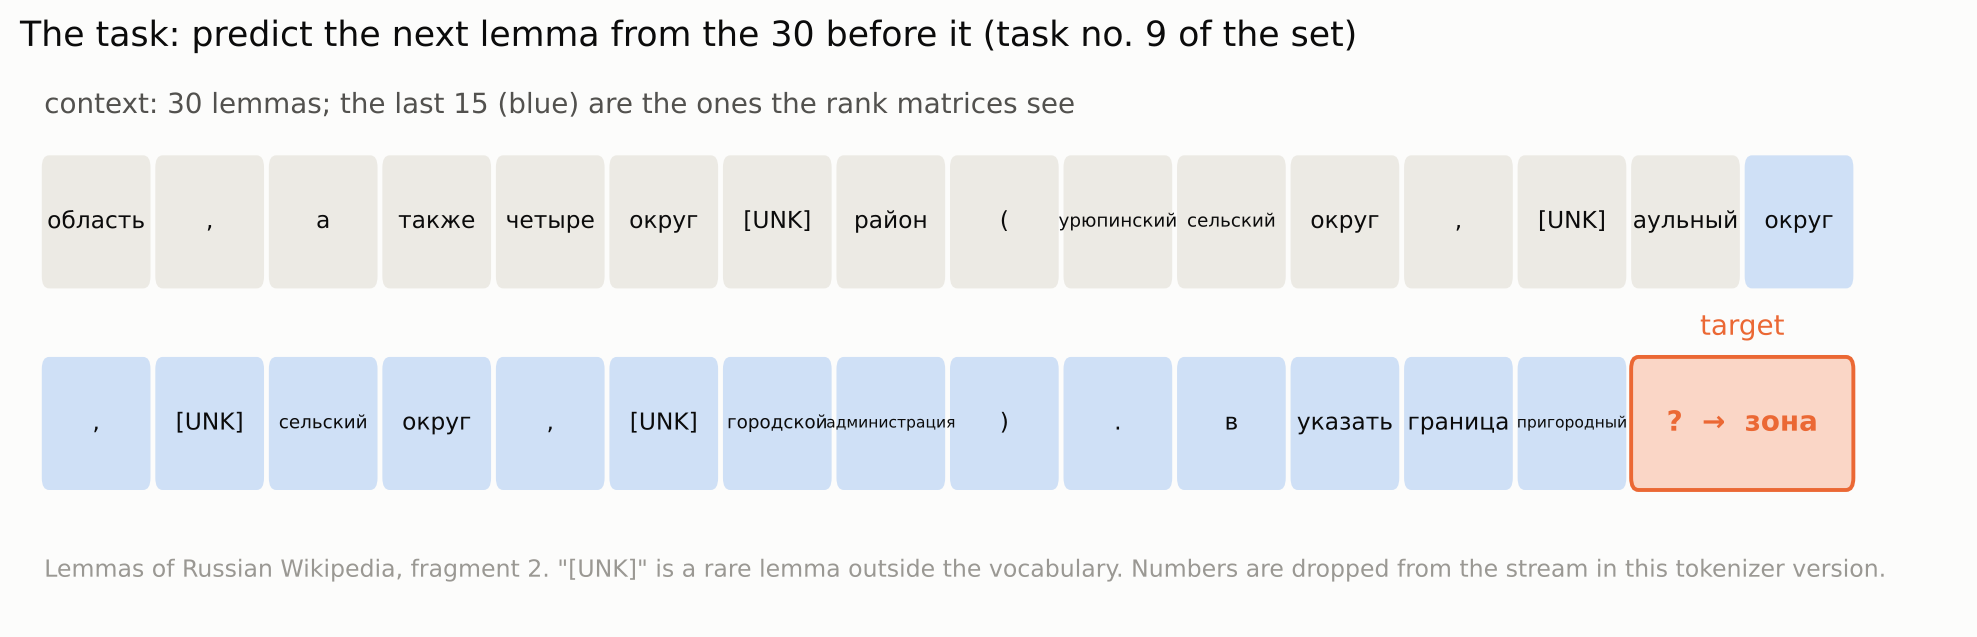 The task: predict the next lemma from the 30 before it (task no. 9 of the set)
context: 30 lemmas; the last 15 (blue) are the ones the rank matrices see
область , а также четыре округ [UNK] район ( урюпинский сельский округ , [UNK] аульный округ
target
, [UNK] сельский округ , [UNK] городской администрация ) . в указать граница пригородный ? → зона
Lemmas of Russian Wikipedia, fragment 2. "[UNK]" is a rare lemma outside the vocabulary. Numbers are dropped from the stream in this tokenizer version.